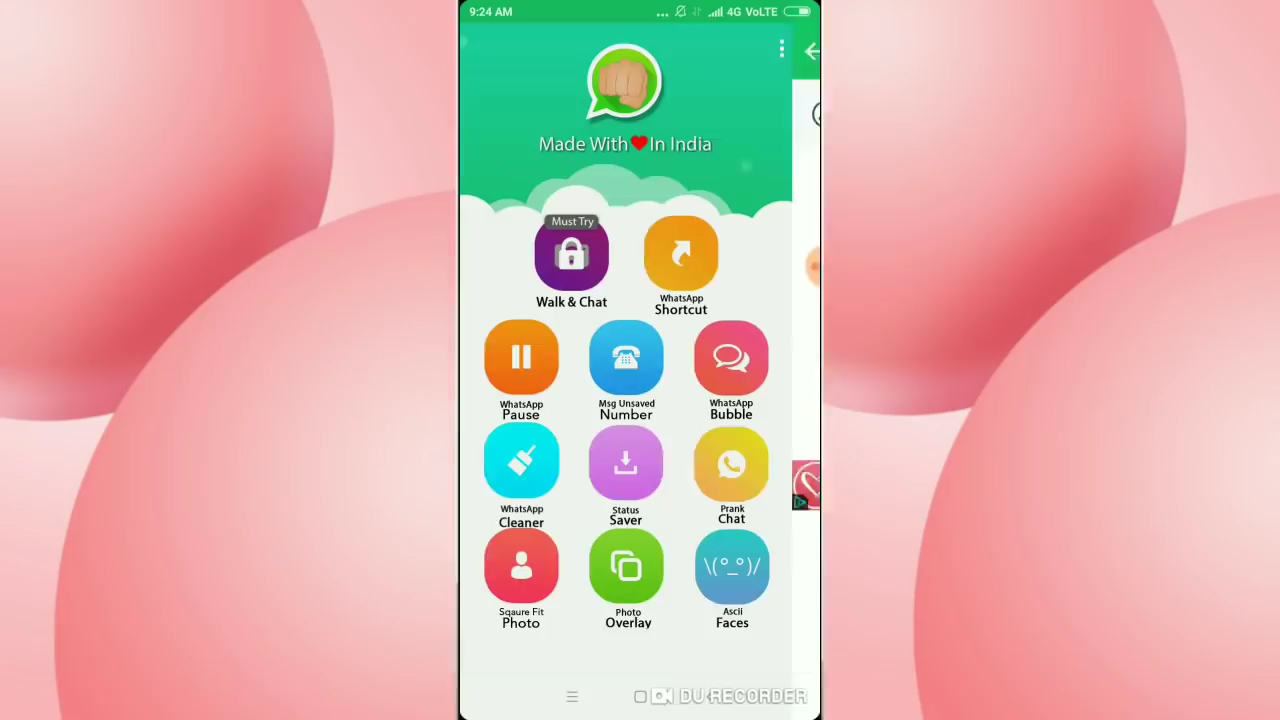 9:24 AM
4G VoLTE
Made With❤In India
Must Try
Walk & Chat
WhatsApp
Shortcut
WhatsApp
Pause
Msg Unsaved
Number
WhatsApp
Bubble
WhatsApp
Cleaner
Status
Saver
Prank
Chat
\(°_°)/
Sqaure Fit
Photo
Photo
Overlay
Ascii
Faces
DU RECORDER